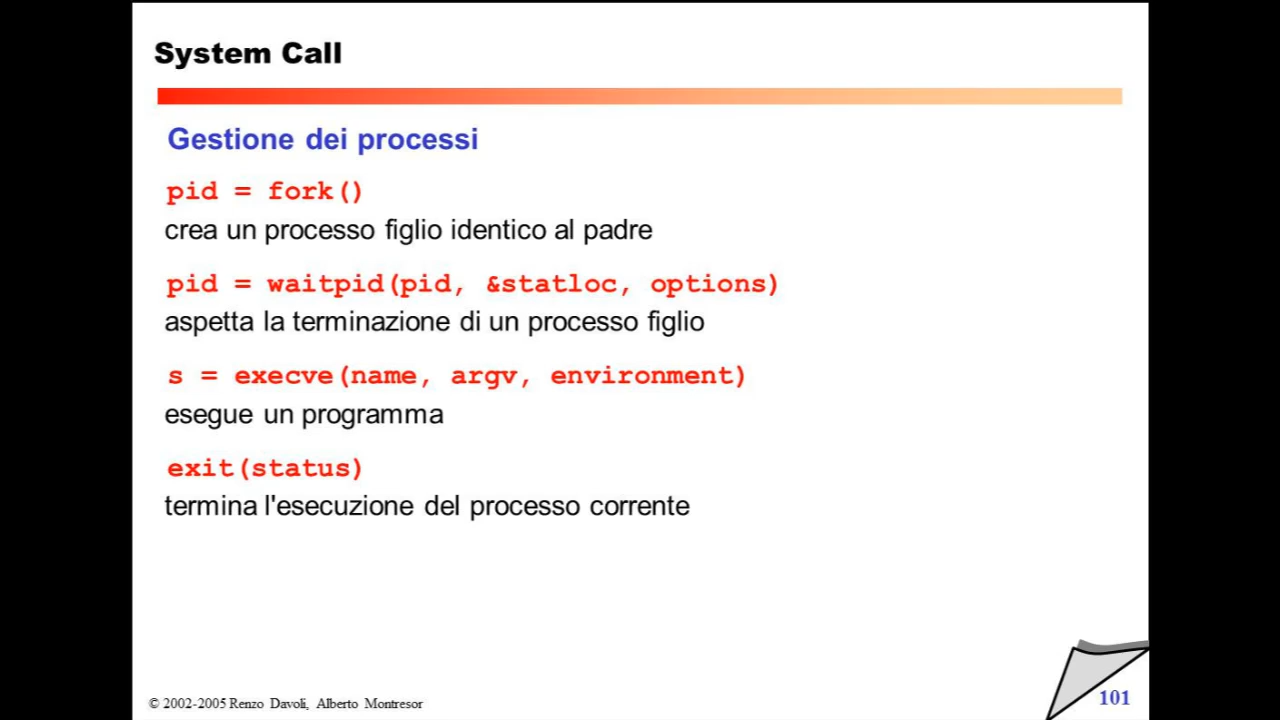 System Call
Gestione dei processi
pid = fork()
crea un processo figlio identico al padre
pid = waitpid(pid, &statloc, options)
aspetta la terminazione di un processo figlio
s = execve(name, argv, environment)
esegue un programma
exit(status)
termina l'esecuzione del processo corrente
© 2002-2005 Renzo Davoli, Alberto Montresor
101